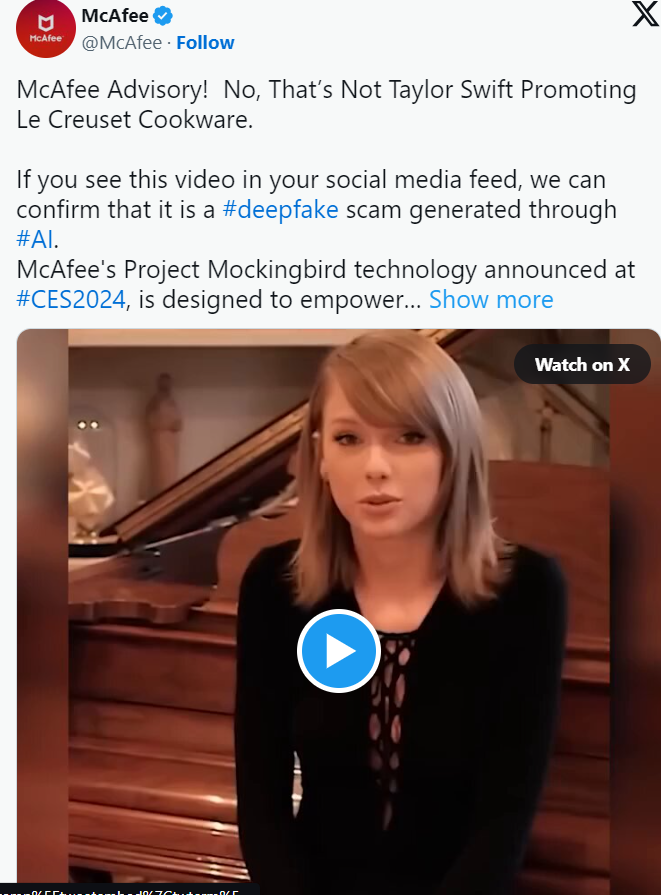 McAfee
@McAfee · Follow
McAfee
McAfee Advisory!  No, That's Not Taylor Swift Promoting
Le Creuset Cookware.
If you see this video in your social media feed, we can
confirm that it is a #deepfake scam generated through
#AI.
McAfee's Project Mockingbird technology announced at
#CES2024, is designed to empower... Show more
Watch on X